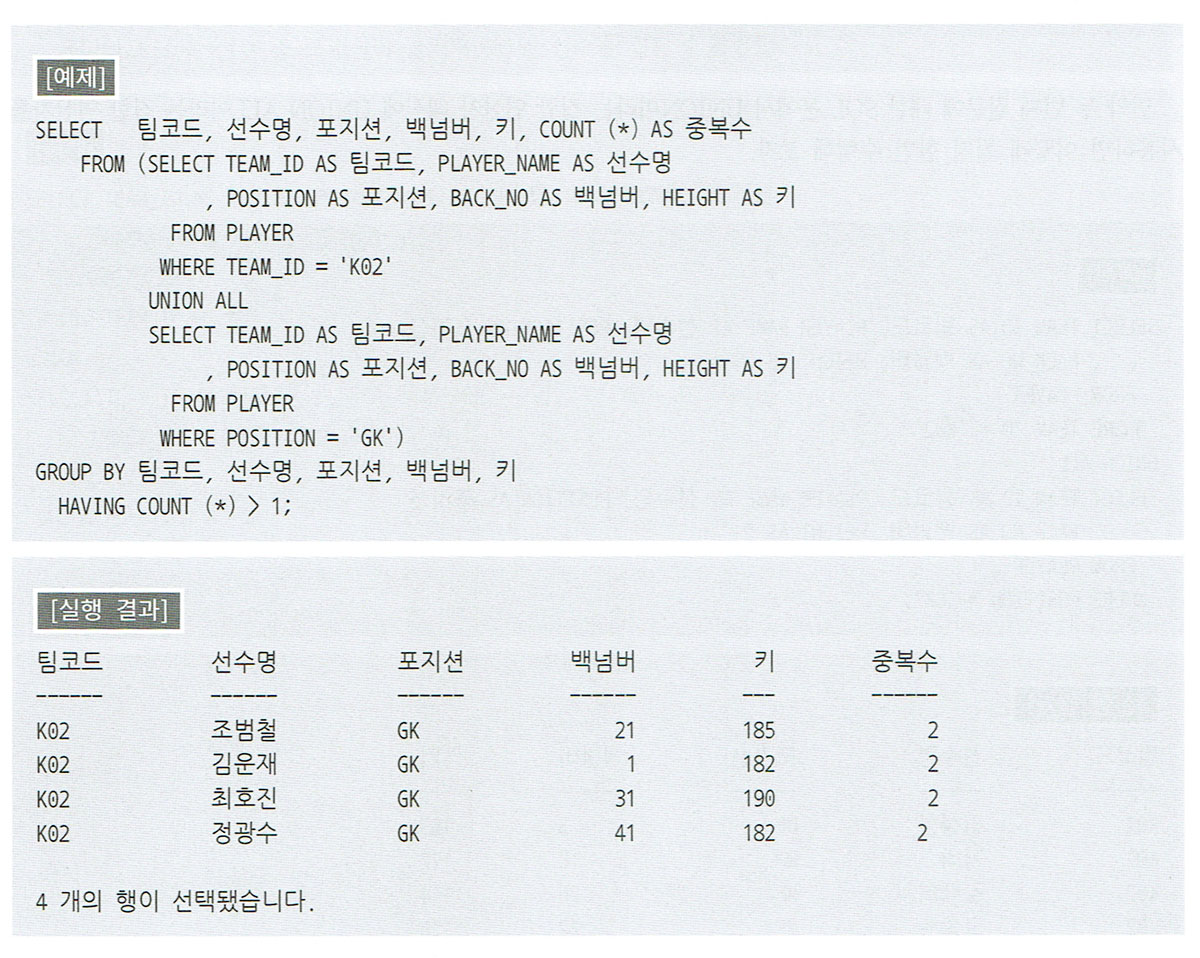 [예제]
SELECT 팀코드, 선수명, 포지션, 백넘버, 키, COUNT (*) AS 중복수
FROM (SELECT TEAM_ID AS 팀코드, PLAYER_NAME AS 선수명
, POSITION AS 포지션, BACK_NO AS 백넘버, HEIGHT AS 키
FROM PLAYER
WHERE TEAM_ID = 'K02'
UNION ALL
SELECT TEAM_ID AS 팀코드, PLAYER_NAME AS 선수명
, POSITION AS 포지션, BACK_NO AS 백넘버, HEIGHT AS 키
FROM PLAYER
WHERE POSITION = 'GK')
GROUP BY 팀코드, 선수명, 포지션, 백넘버, 키
HAVING COUNT (*) > 1;
[실행 결과]
팀코드 선수명 포지션 백넘버 키 중복수
------ ------ ------ ------ --- ------
K02 조범철 GK 21 185 2
K02 김운재 GK 1 182 2
K02 최호진 GK 31 190 2
K02 정광수 GK 41 182 2
4 개의 행이 선택됐습니다.